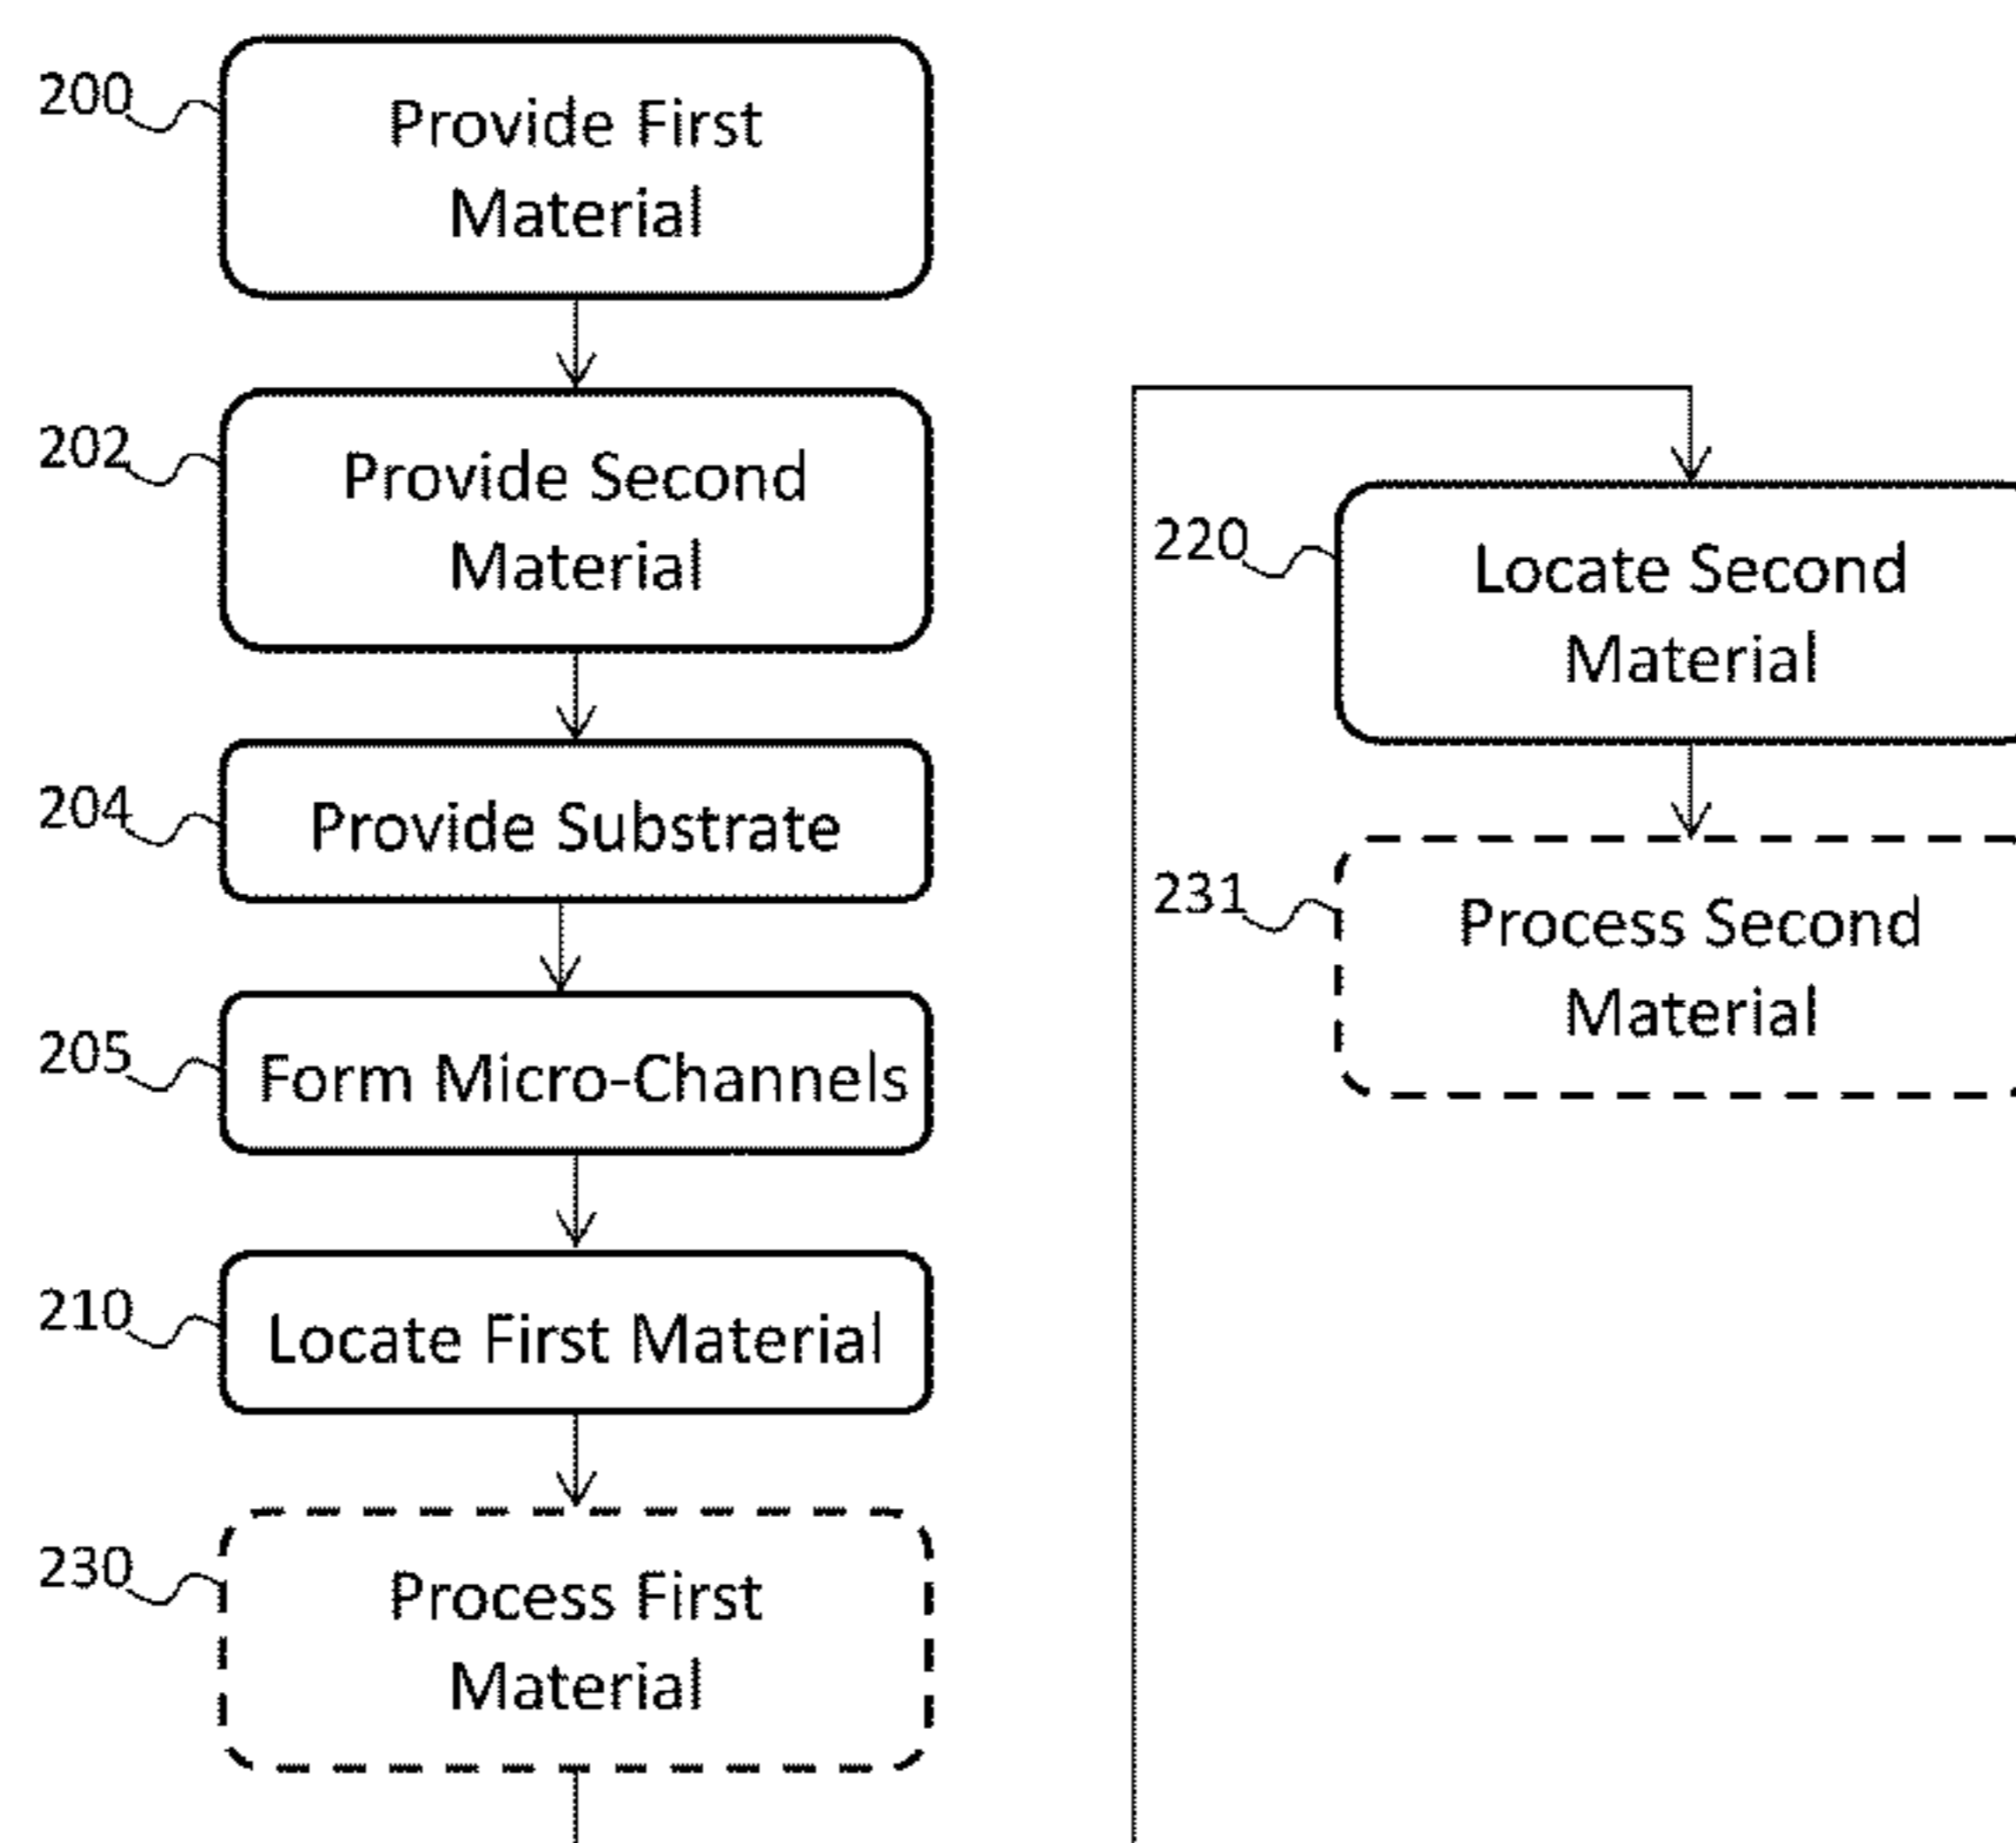 200
Provide First
Material
202
Provide Second
Material
204
Provide Substrate
205
Form Micro-Channels
210
Locate First Material
230
Process First
Material
220
Locate Second
Material
231
Process Second
Material